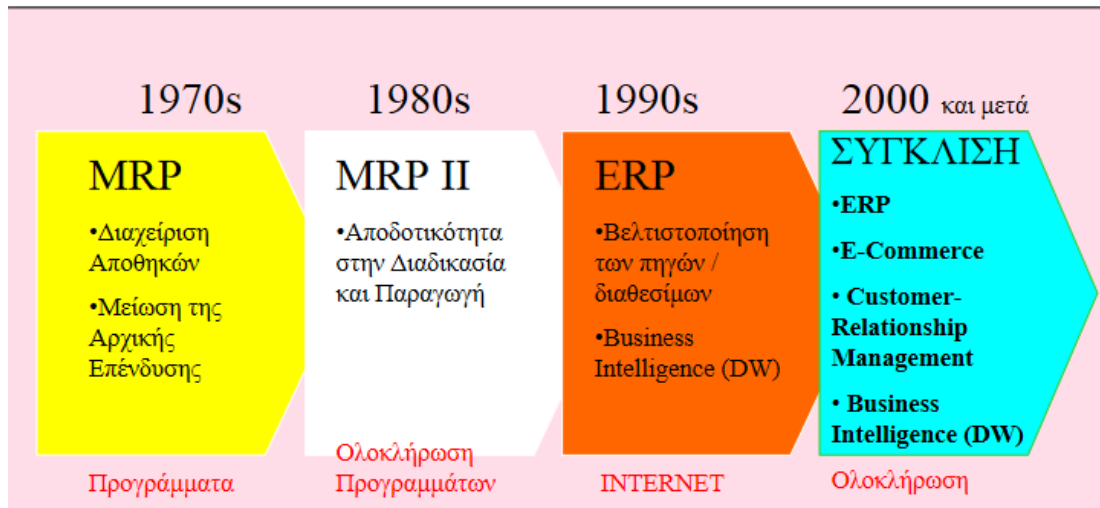 1970s
1980s
1990s
2000 και μετά
MRP
•Διαχείριση
Αποθηκών
•Μείωση της
Αρχικής
Επένδυσης
MRP II
•Αποδοτικότητα
στην Διαδικασία
και Παραγωγή
ERP
•Βελτιστοποίηση
των πηγών /
διαθεσίμων
•Business
Intelligence (DW)
ΣΥΓΚΛΙΣΗ
•ERP
•E-Commerce
• Customer-
Relationship
Management
• Business
Intelligence (DW)
Προγράμματα
Ολοκλήρωση
Προγραμμάτων
INTERNET
Ολοκλήρωση